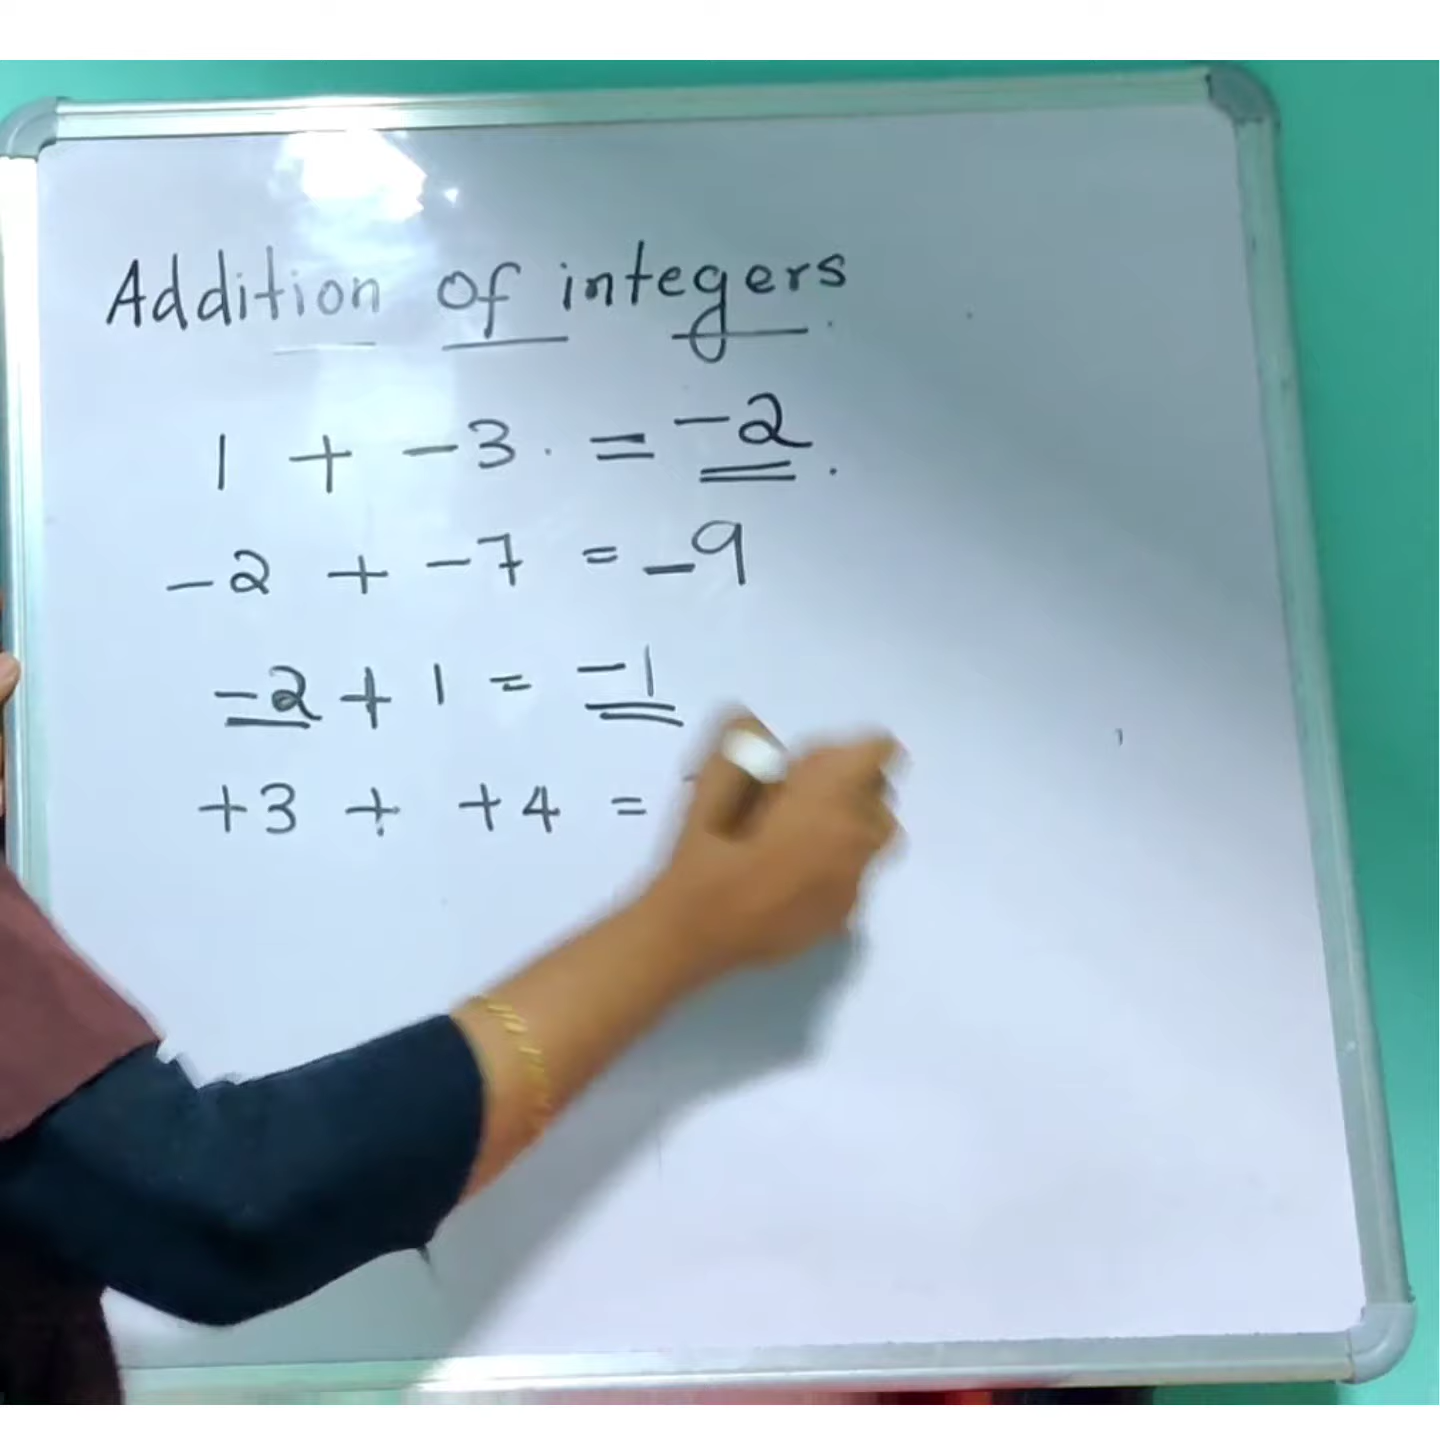 Addition of integers
1 + -3 = -2
-2 + -7 = -9
-2 + 1 = -1
+3 + +4 =